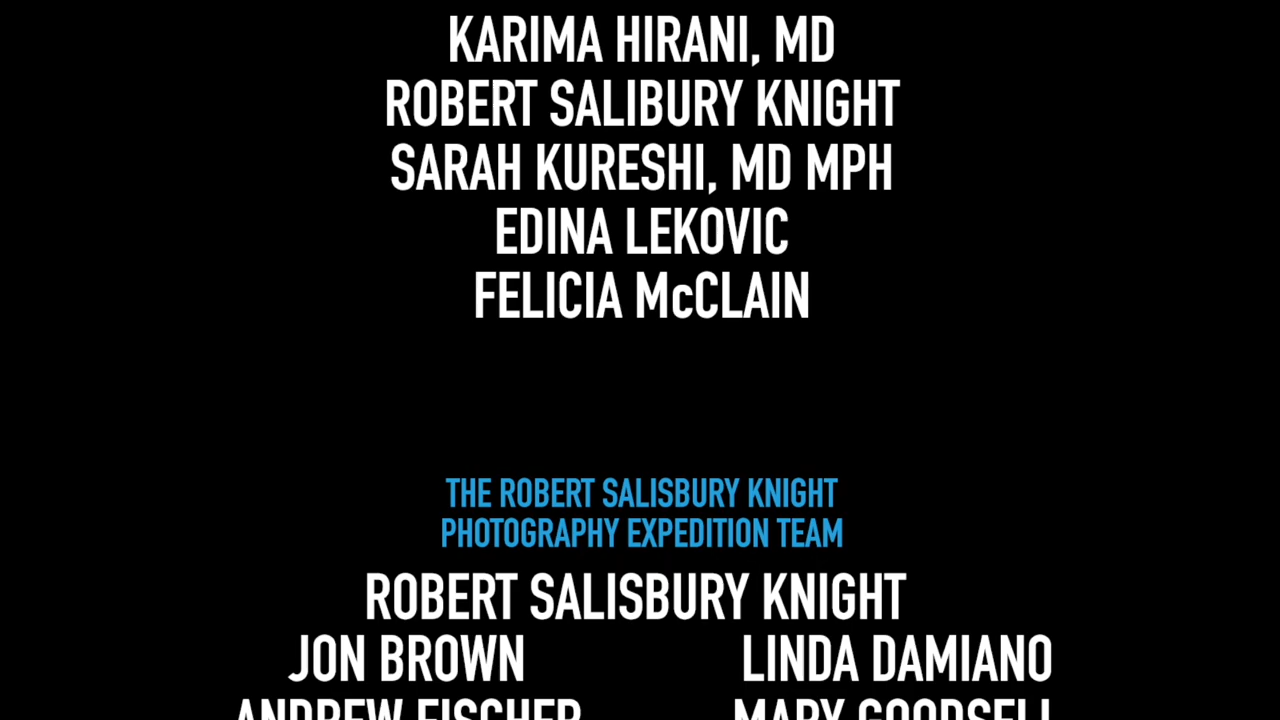 KARIMA HIRANI, MD
ROBERT SALIBURY KNIGHT
SARAH KURESHI, MD MPH
EDINA LEKOVIC
FELICIA McCLAIN
THE ROBERT SALISBURY KNIGHT
PHOTOGRAPHY EXPEDITION TEAM
ROBERT SALISBURY KNIGHT
JON BROWN LINDA DAMIANO
ANDREW FISCHER MARY GOODSELL